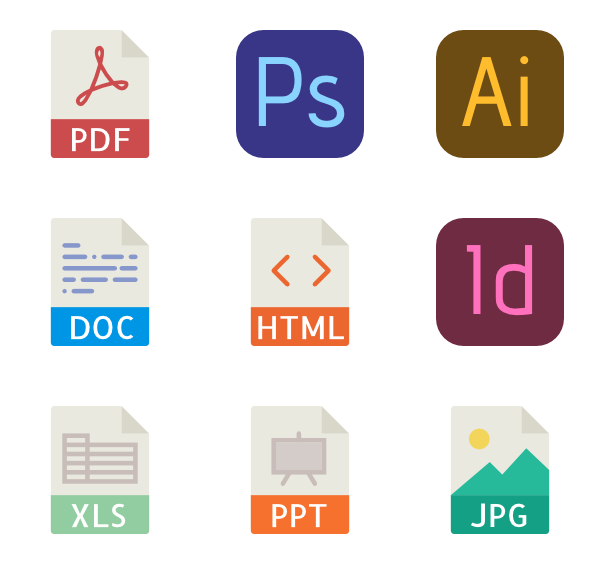 PDF
Ps
Ai
DOC
HTML
Id
XLS
PPT
JPG